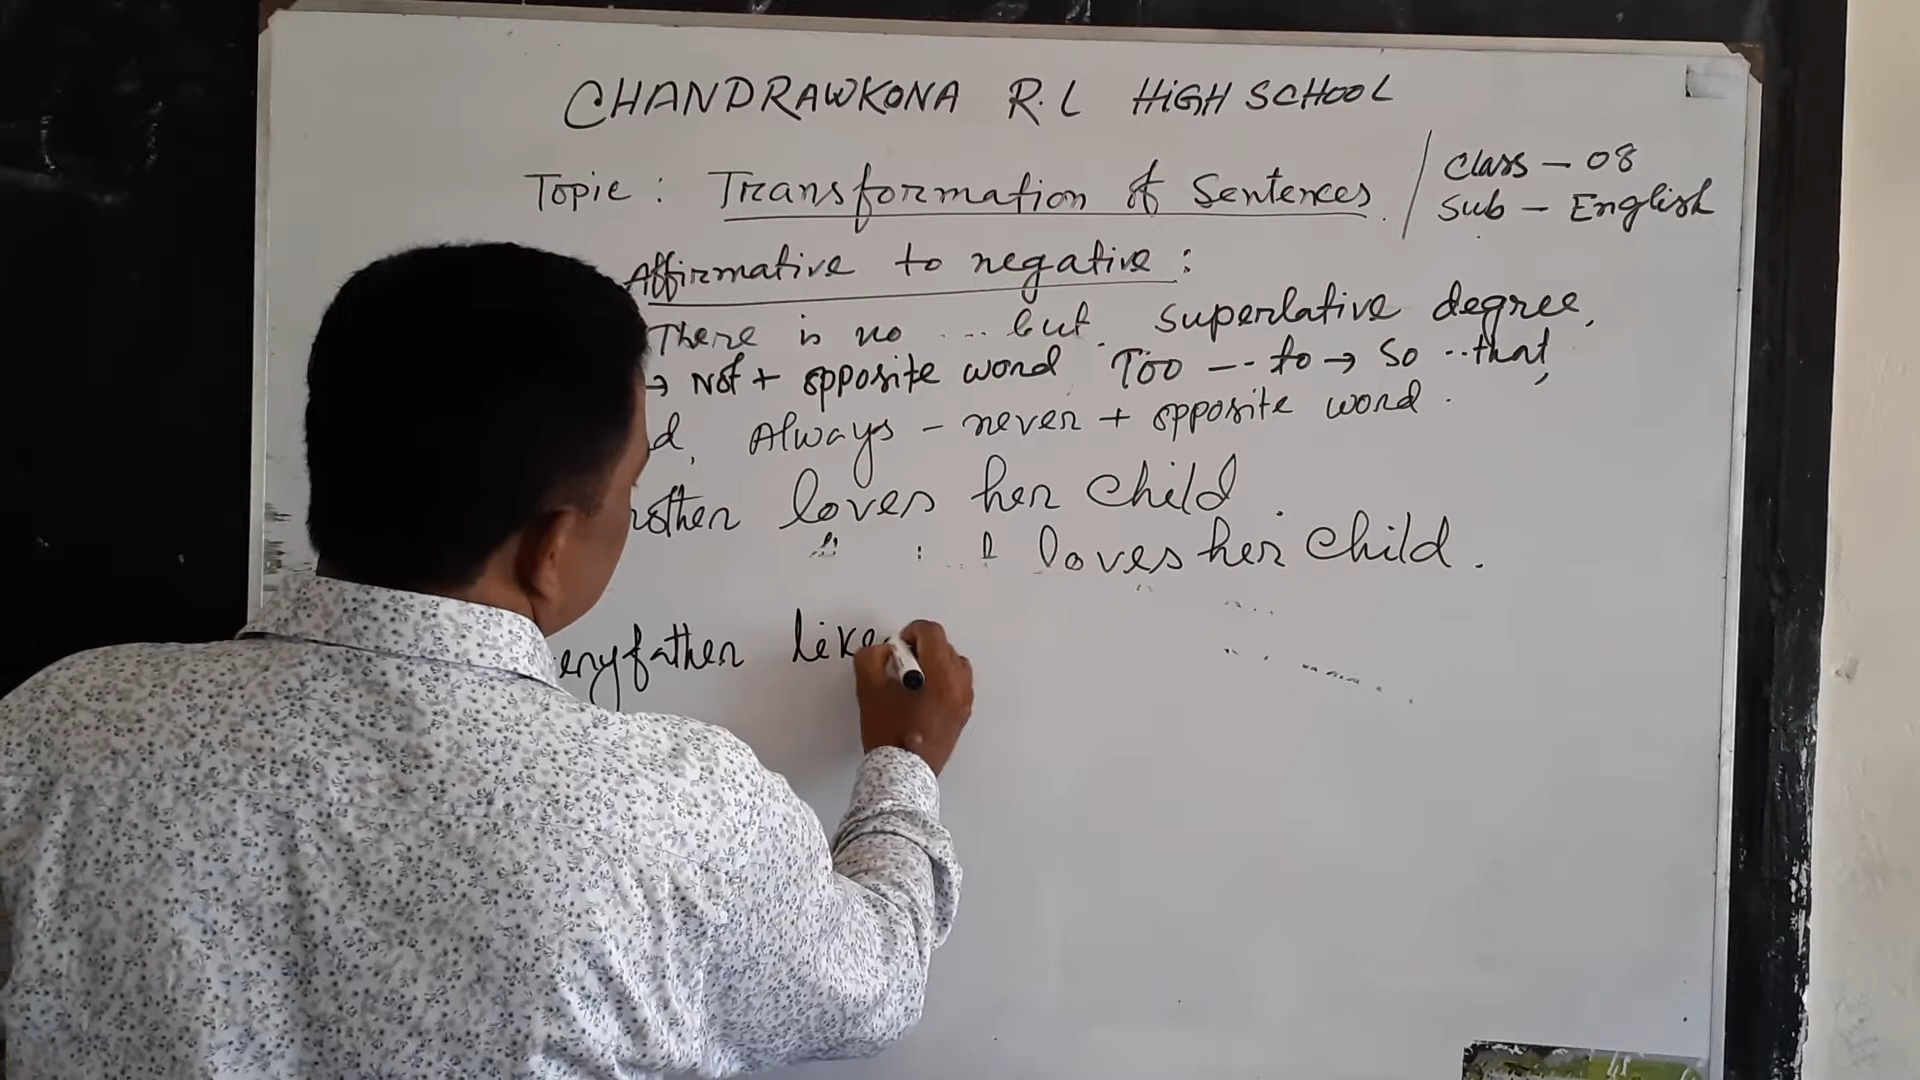 CHANDRAWKONA R.L HiGH SCHOOL
Topic : Transformation of Sentences.
Class - 08
Sub - English
Affirmative to negative :
There is no ... but. Superlative degree,
→ Not + opposite word Too --- to → So ..that,
Always - never + opposite word.
loves her child.
loves her child.
father like